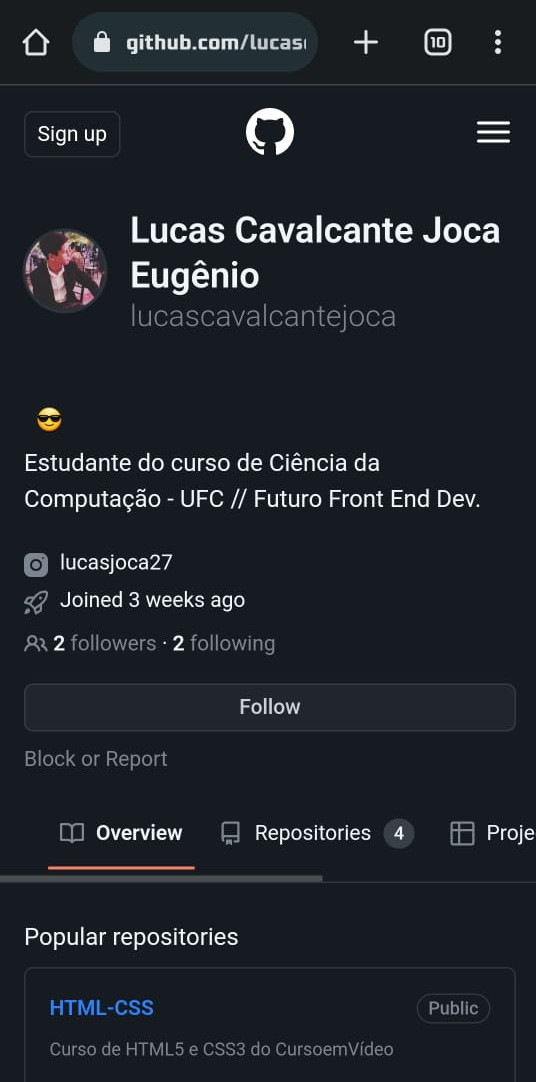 github.com/lucas
10
Sign up
Lucas Cavalcante Joca
Eugênio
lucascavalcantejoca
Estudante do curso de Ciência da
Computação - UFC // Futuro Front End Dev.
lucasjoca27
Joined 3 weeks ago
2 followers · 2 following
Follow
Block or Report
Overview Repositories 4 Proje
Popular repositories
HTML-CSS Public
Curso de HTML5 e CSS3 do CursoemVídeo